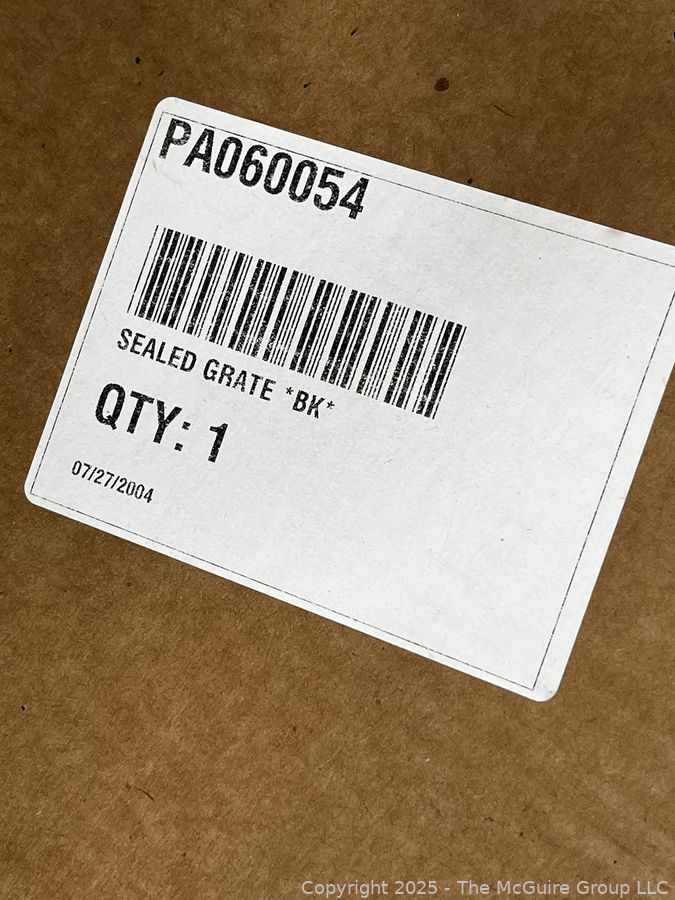 PA060054
SEALED GRATE *BK*
QTY: 1
07/27/2004
Copyright 2025 - The McGuire Group LLC